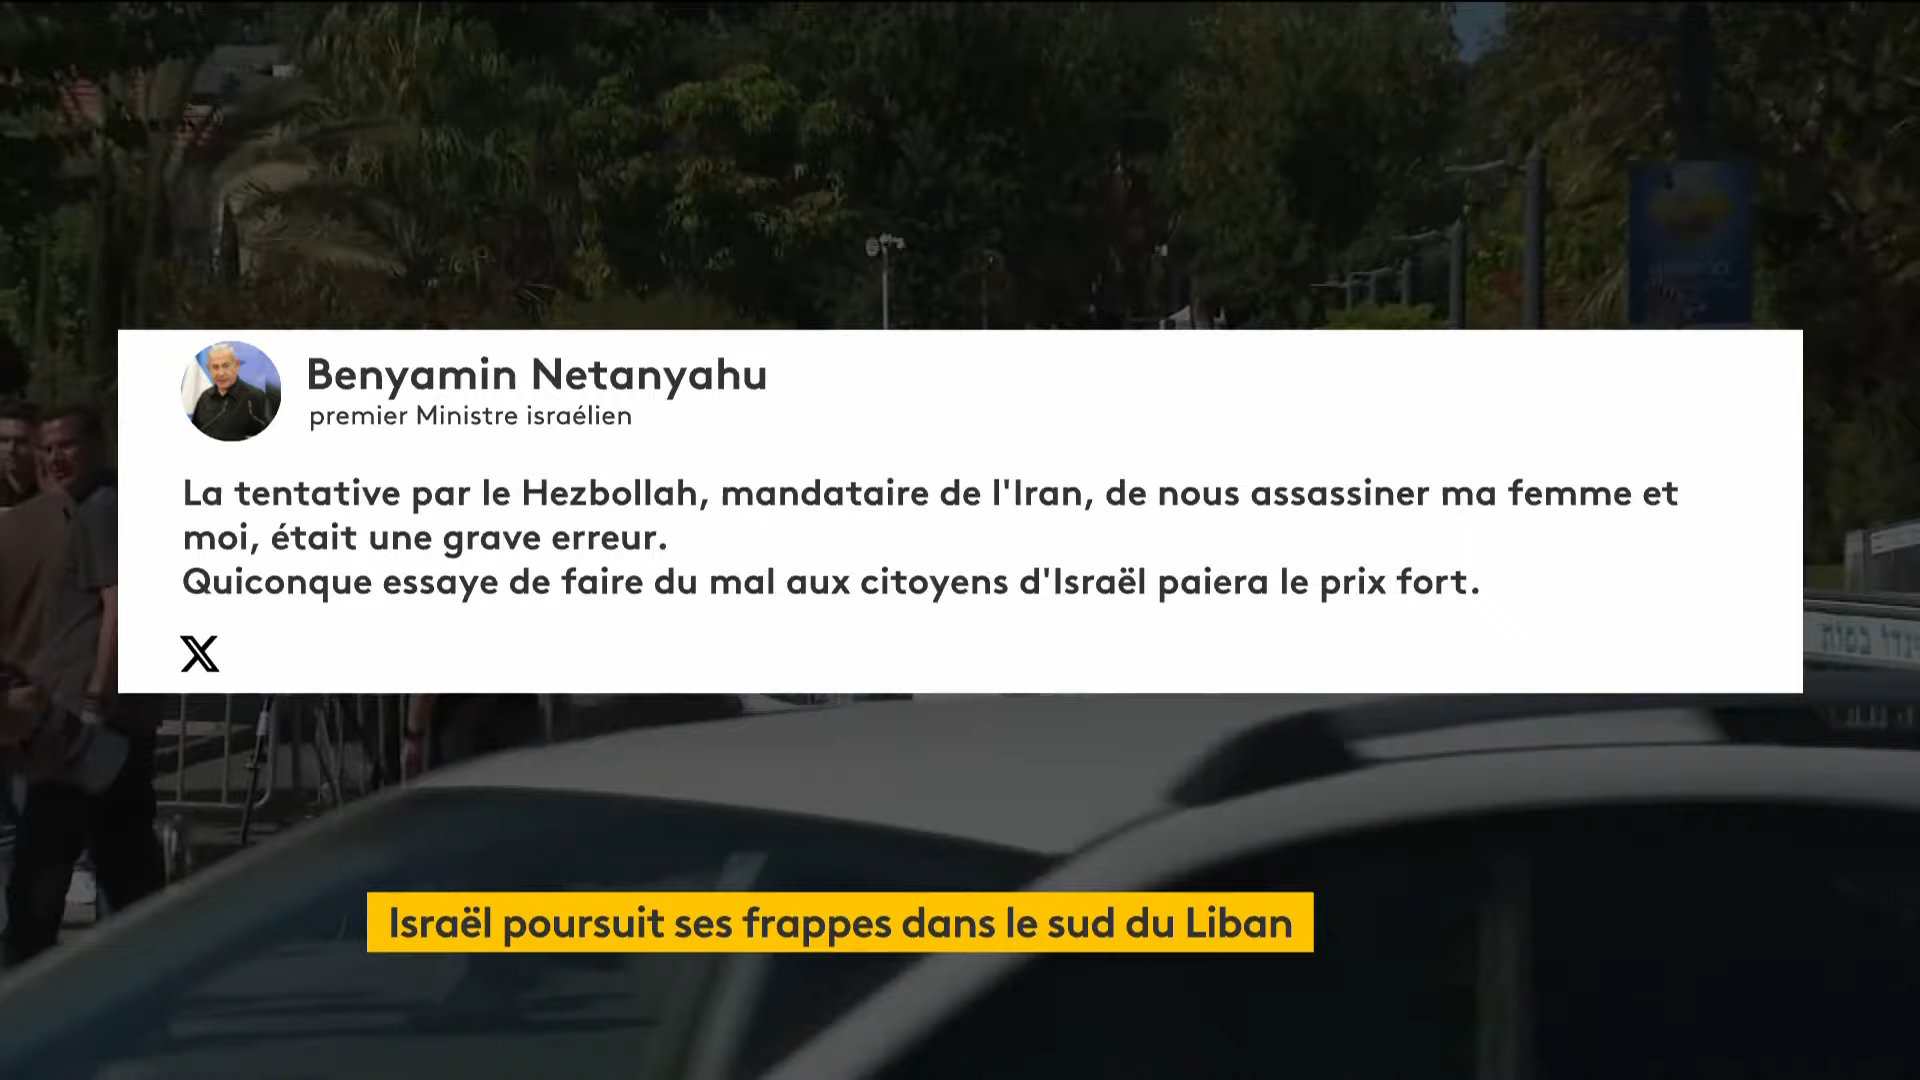 Benyamin Netanyahu
premier Ministre israélien
La tentative par le Hezbollah, mandataire de l'Iran, de nous assassiner ma femme et
moi, était une grave erreur.
Quiconque essaye de faire du mal aux citoyens d'Israël paiera le prix fort.
X
Israël poursuit ses frappes dans le sud du Liban